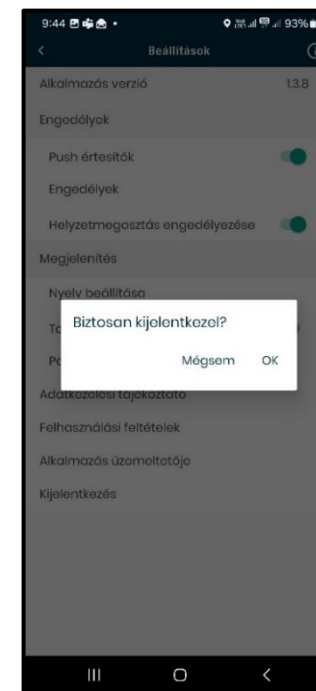 9:44
93%
Beállítások
Alkalmazás verzió 1.3.8
Engedélyek
Push értesítők
Engedélyek
Helyzetmegosztás engedélyezése
Megjelenítés
Nyelv beállítása
Biztosan kijelentkezel?
Mégsem OK
Adatkezelési tájékoztató
Felhasználási feltételek
Alkalmazás üzemeltetője
Kijelentkezés